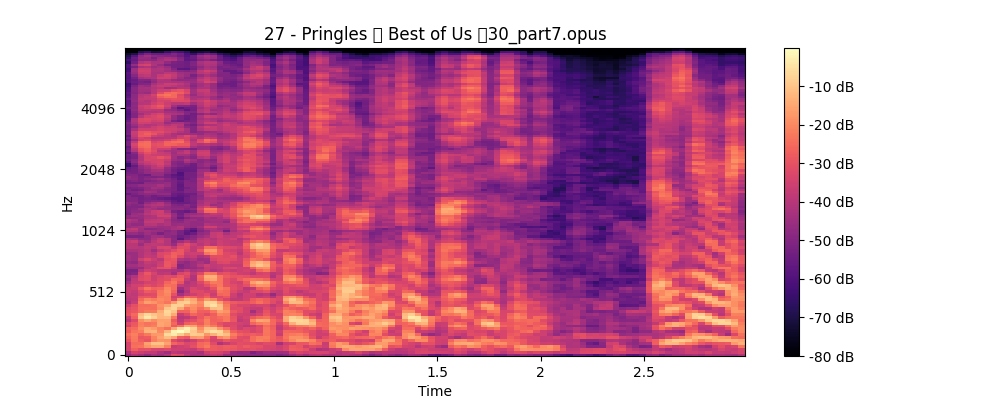 27 - Pringles ▯ Best of Us ▯30_part7.opus
4096
2048
1024
512
0
Hz
0
0.5
1
1.5
2
2.5
Time
-10 dB
-20 dB
-30 dB
-40 dB
-50 dB
-60 dB
-70 dB
-80 dB